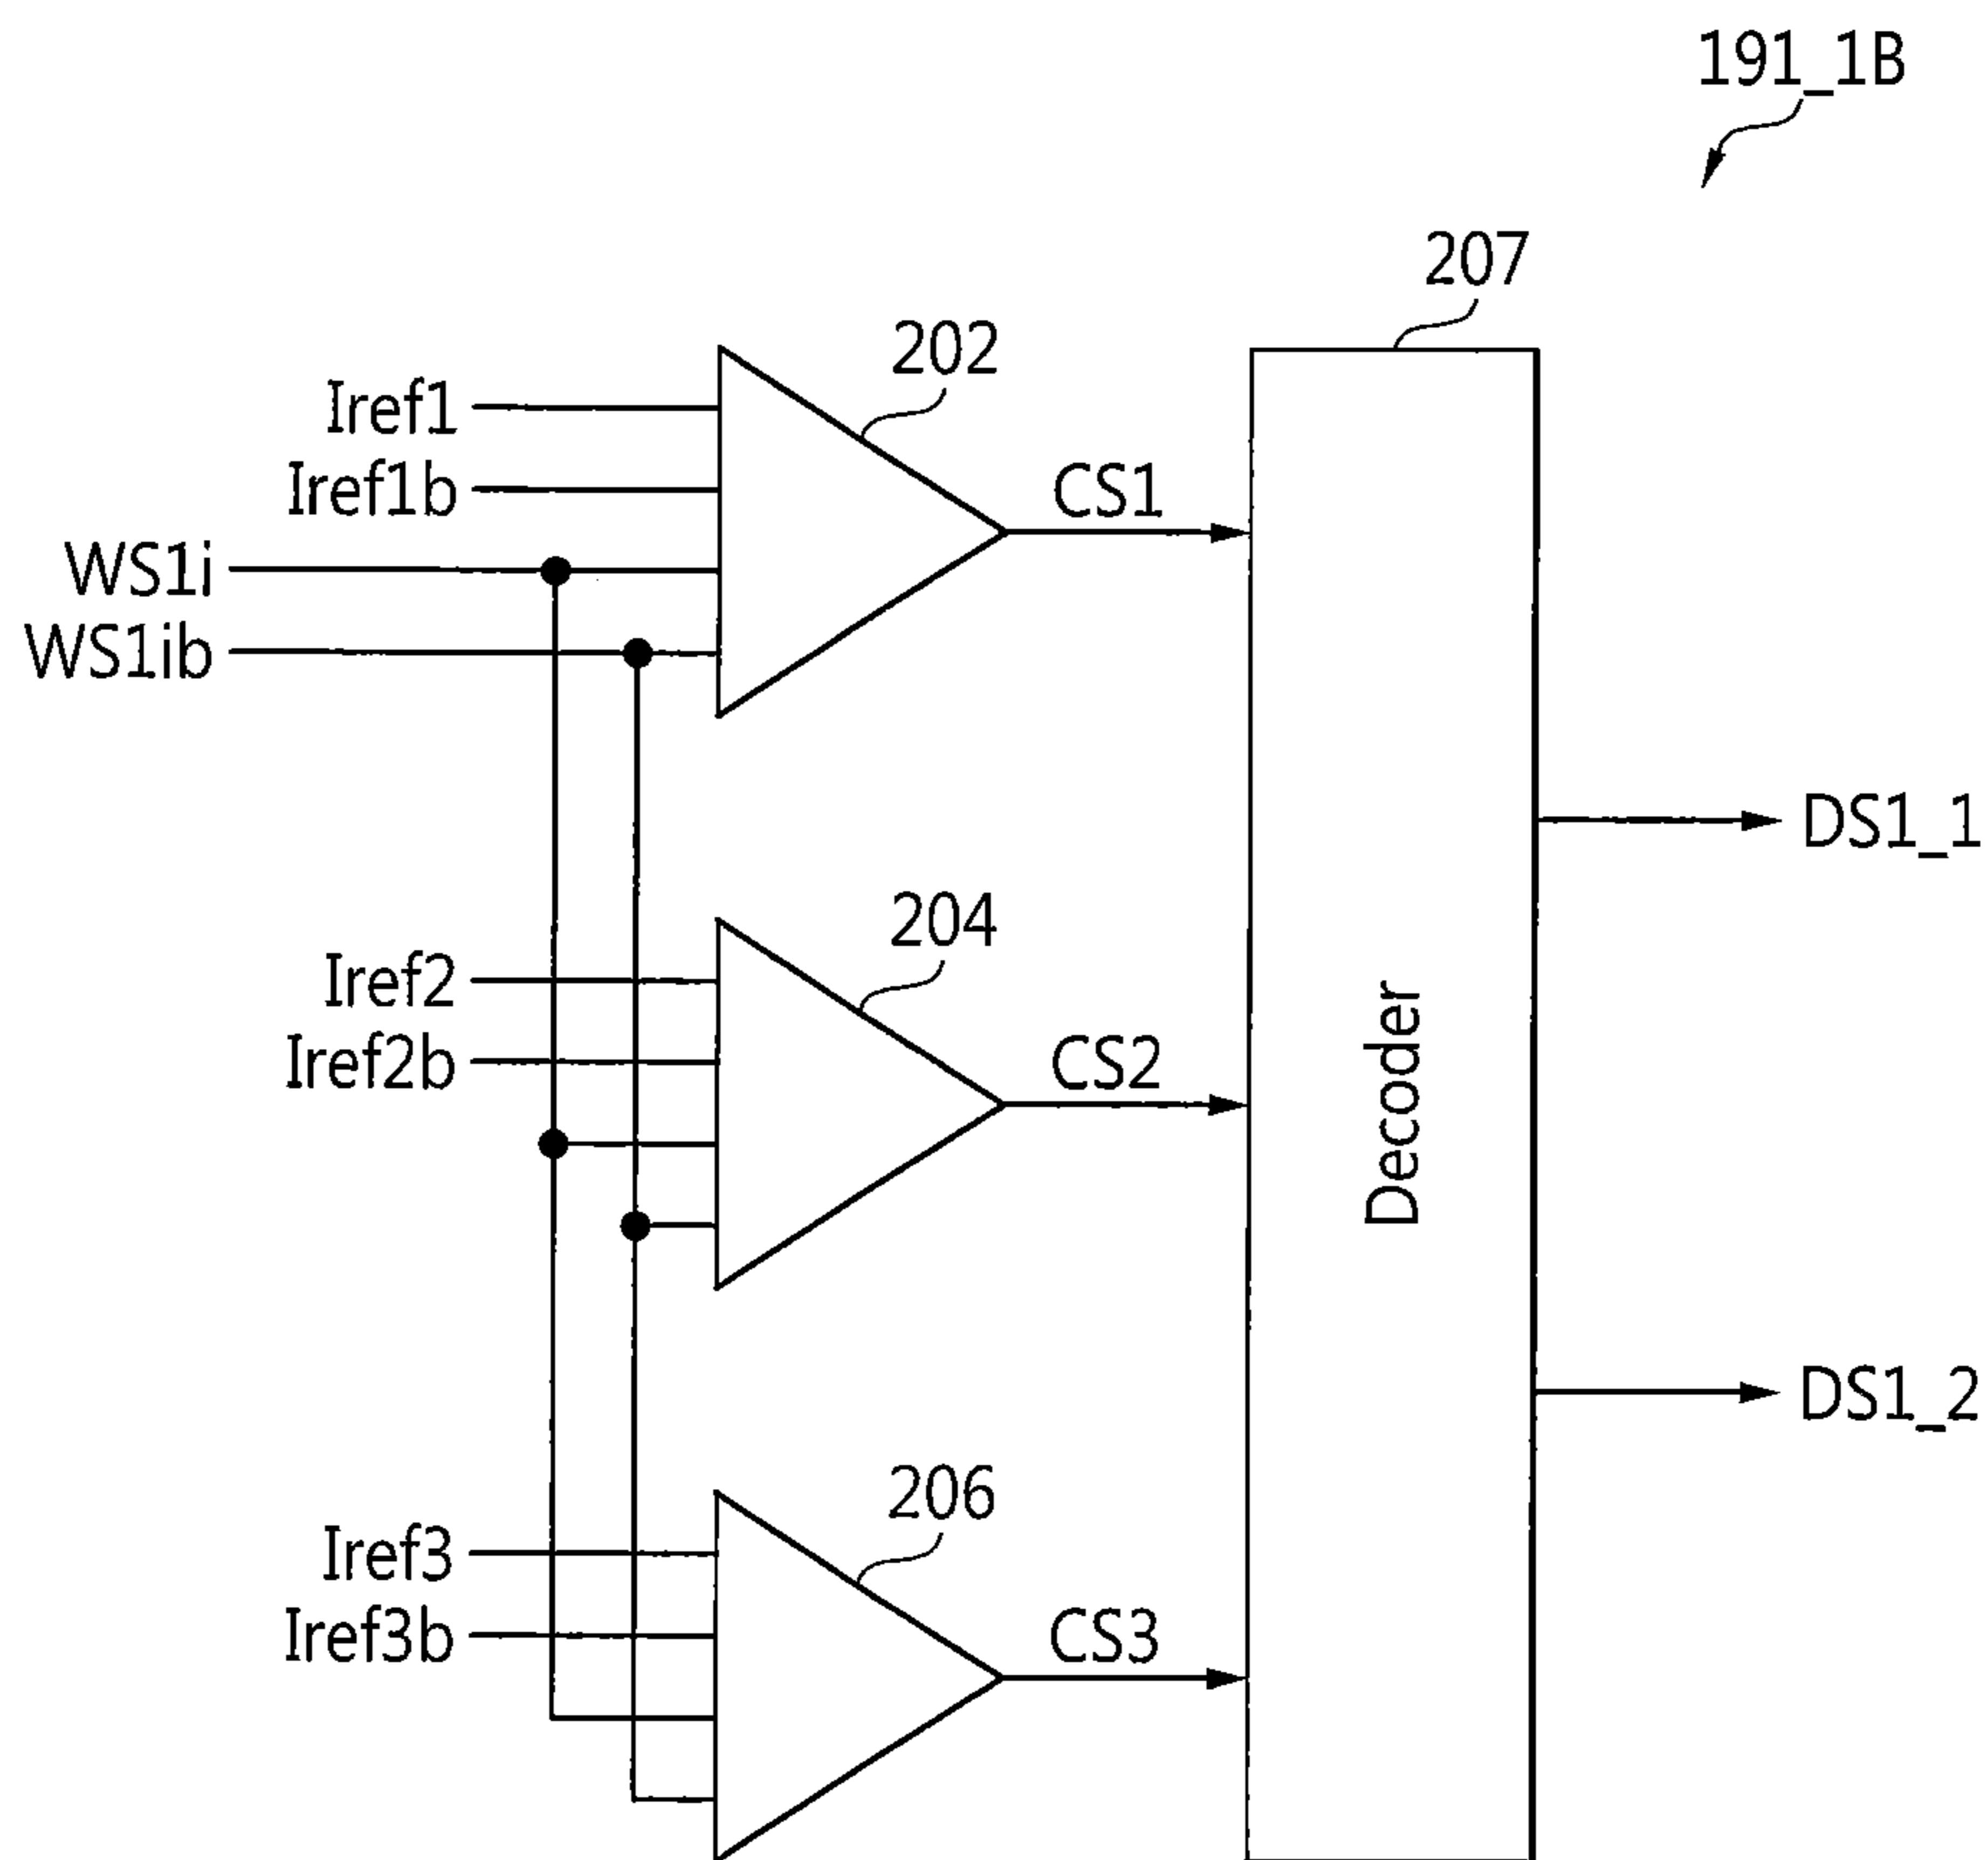 191_1B
207
202
Iref1
Iref1b
CS1
WS1i
WS1ib
DS1_1
204
Iref2
Iref2b
CS2
Decoder
DS1_2
206
Iref3
Iref3b
CS3